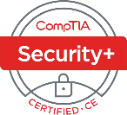 CompTIA
Security+
CERTIFIED • CE